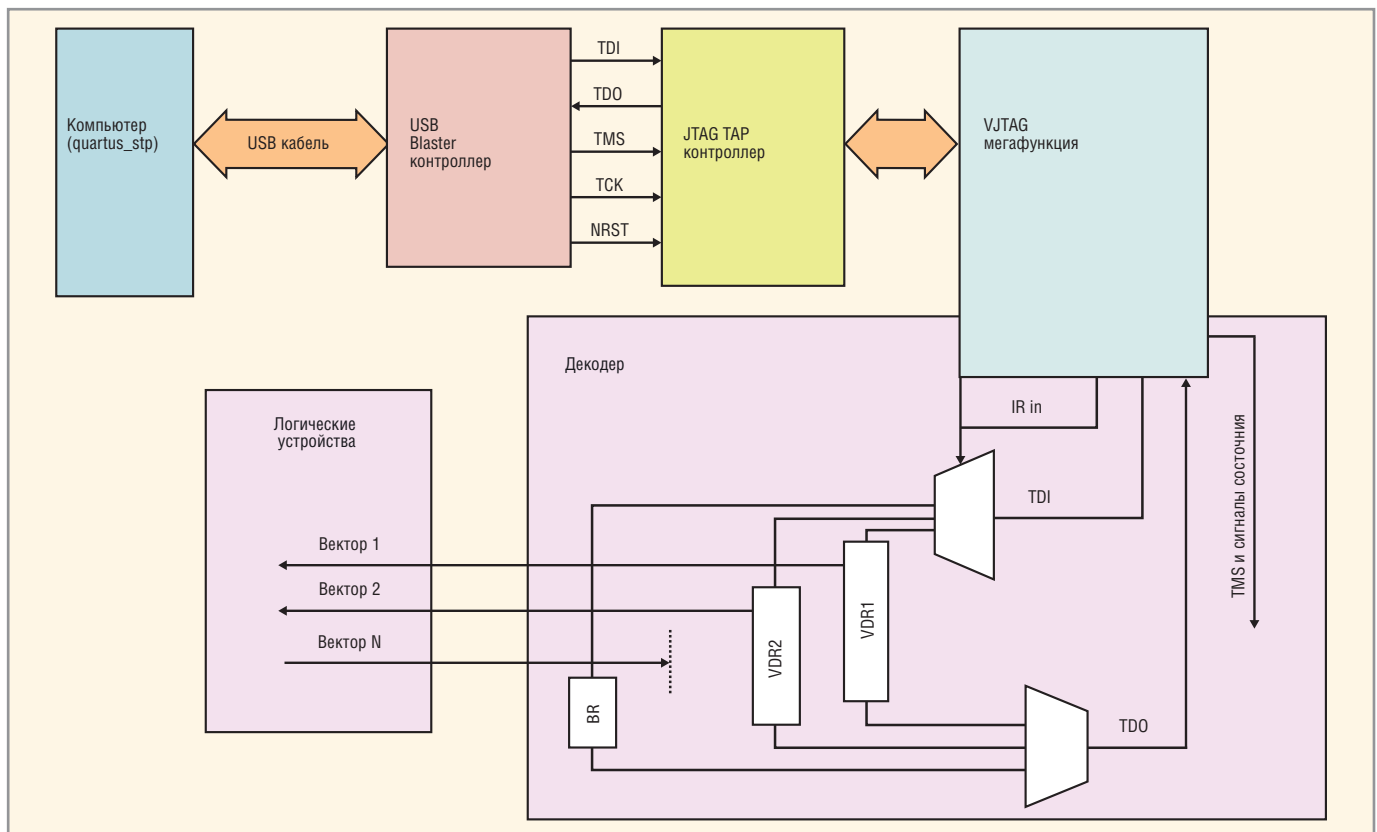 Компьютер
(quartus_stp)
USB кабель
USB
Blaster
контроллер
TDI
TDO
TMS
TCK
NRST
JTAG TAP
контроллер
VJTAG
мегафункция
Декодер
IR in
TDI
TMS и сигналы состочния
Логические
устройства
Вектор 1
Вектор 2
Вектор N
BR
VDR2
VDR1
TDO